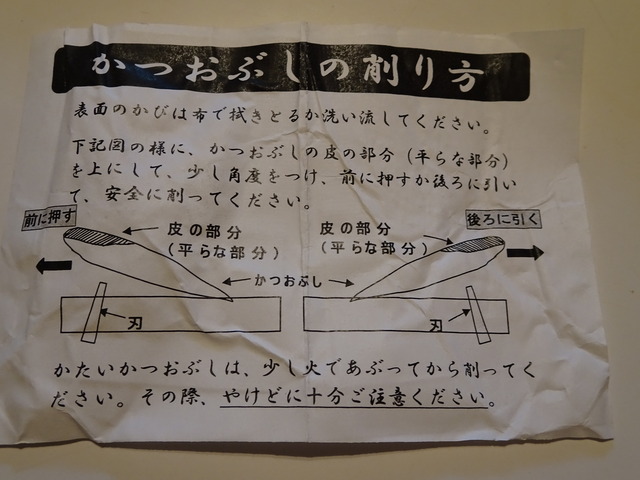 かつおぶしの削り方
表面のかびは布で拭きとるか洗い流してください。
下記図の様に、かつおぶしの皮の部分（平らな部分）
を上にして、少し角度をつけ、前に押すか後ろに引い
て、安全に削ってください。
前に押す
皮の部分
（平らな部分）
皮の部分
（平らな部分）
後ろに引く
かつおぶし
刃
刃
かたいかつおぶしは、少し火であぶってから削ってく
ださい。その際、やけどに十分ご注意ください。